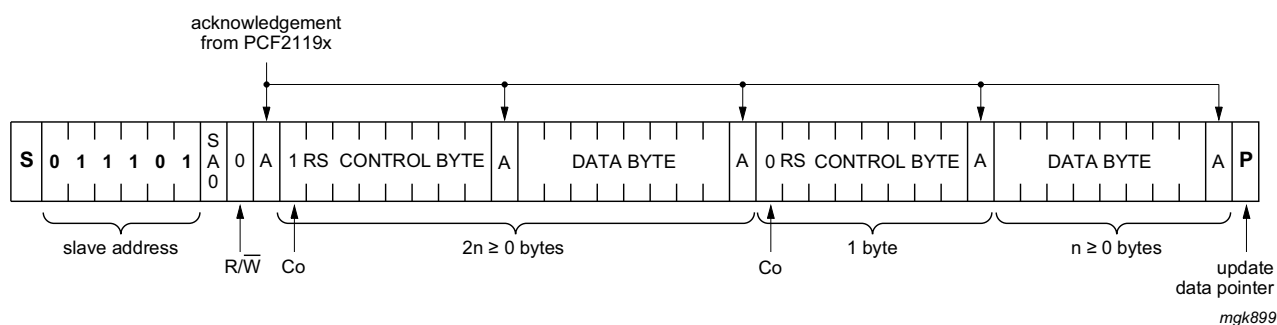 acknowledgement
from PCF2119x
S 0 1 1 1 0 1 S A 0 0 A 1 RS CONTROL BYTE A DATA BYTE A 0 RS CONTROL BYTE A DATA BYTE A P
slave address
2n ≥ 0 bytes
1 byte
n ≥ 0 bytes
R/W̅
Co
Co
update
data pointer
mgk899